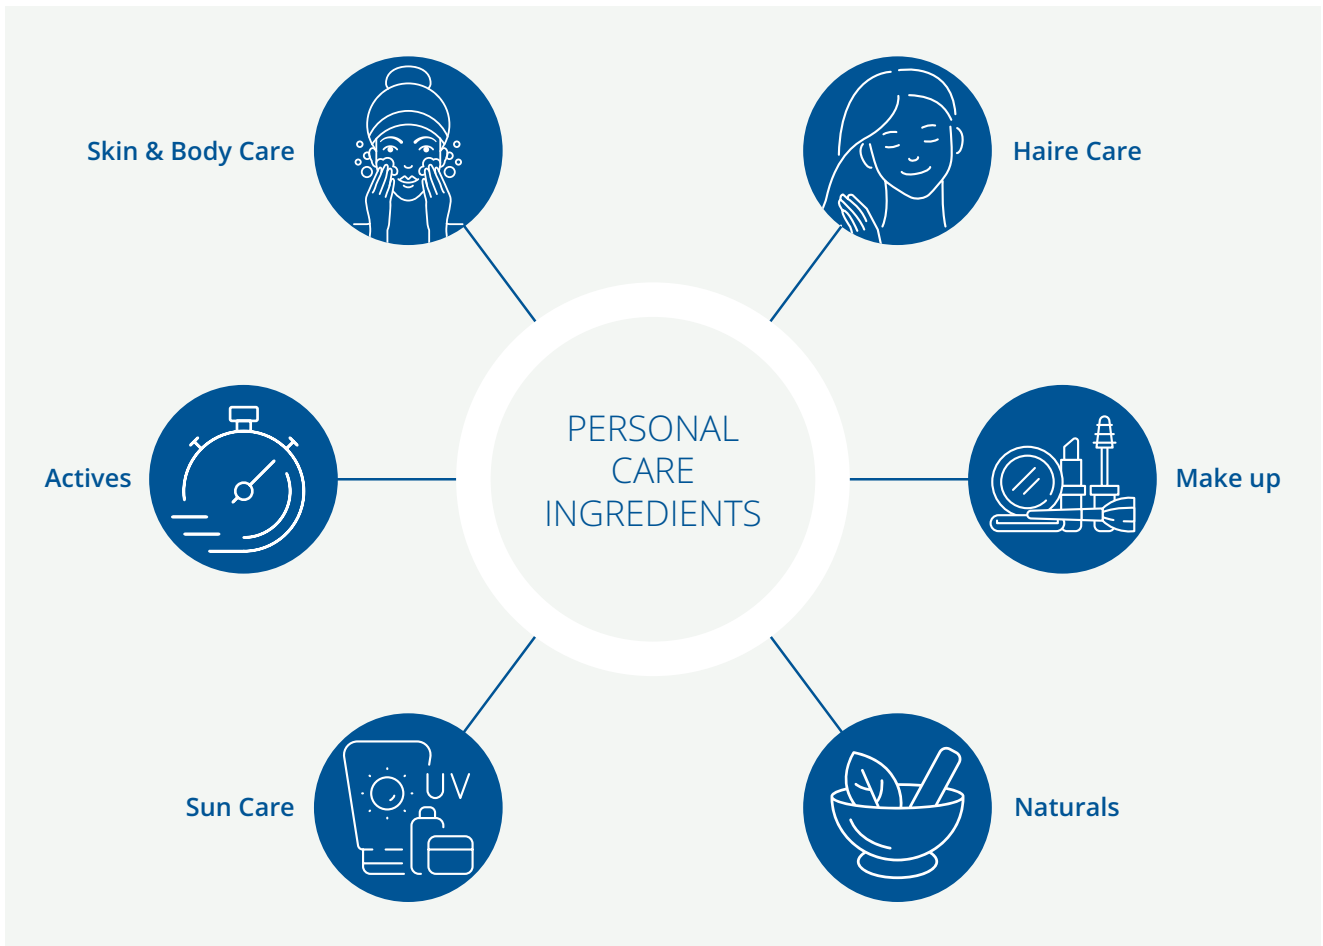 Skin & Body Care
Haire Care
PERSONAL
CARE
INGREDIENTS
Actives
Make up
UV
Sun Care
Naturals